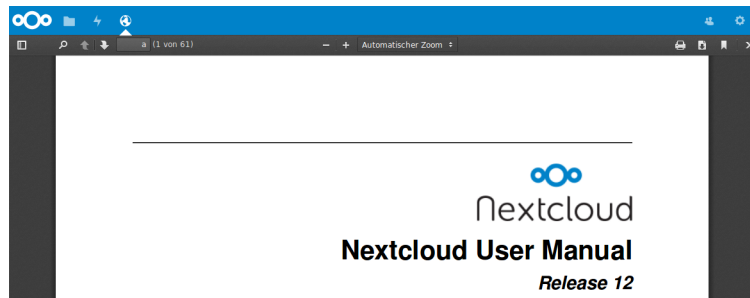 a (1 von 61)
Automatischer Zoom
Nextcloud
Nextcloud User Manual
Release 12